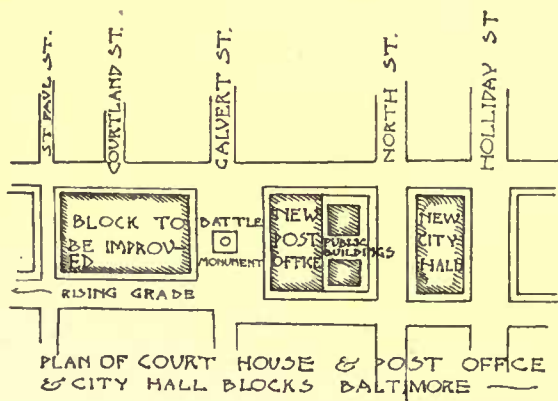 ST PAUL ST.
COURTLAND ST.
CALVERT ST.
NORTH ST.
HOLLIDAY ST
BLOCK TO
BE IMPROV-
ED
BATTLE
MONUMENT
NEW
POST
OFFICE
PUBLIC
BUILDINGS
NEW
CITY
HALL
RISING GRADE
PLAN OF COURT HOUSE & POST OFFICE
& CITY HALL BLOCKS BALTIMORE